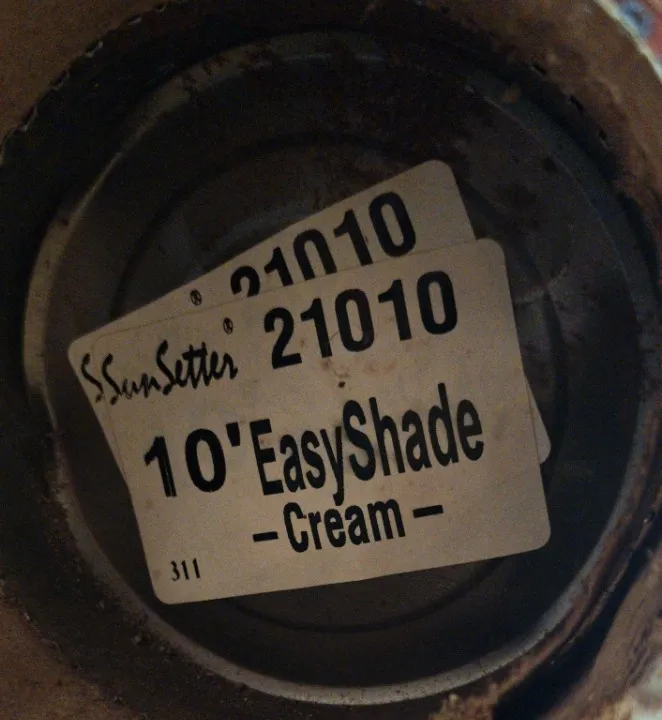 ® 21010
S
SunSetter® 21010
10' EasyShade
– Cream –
311